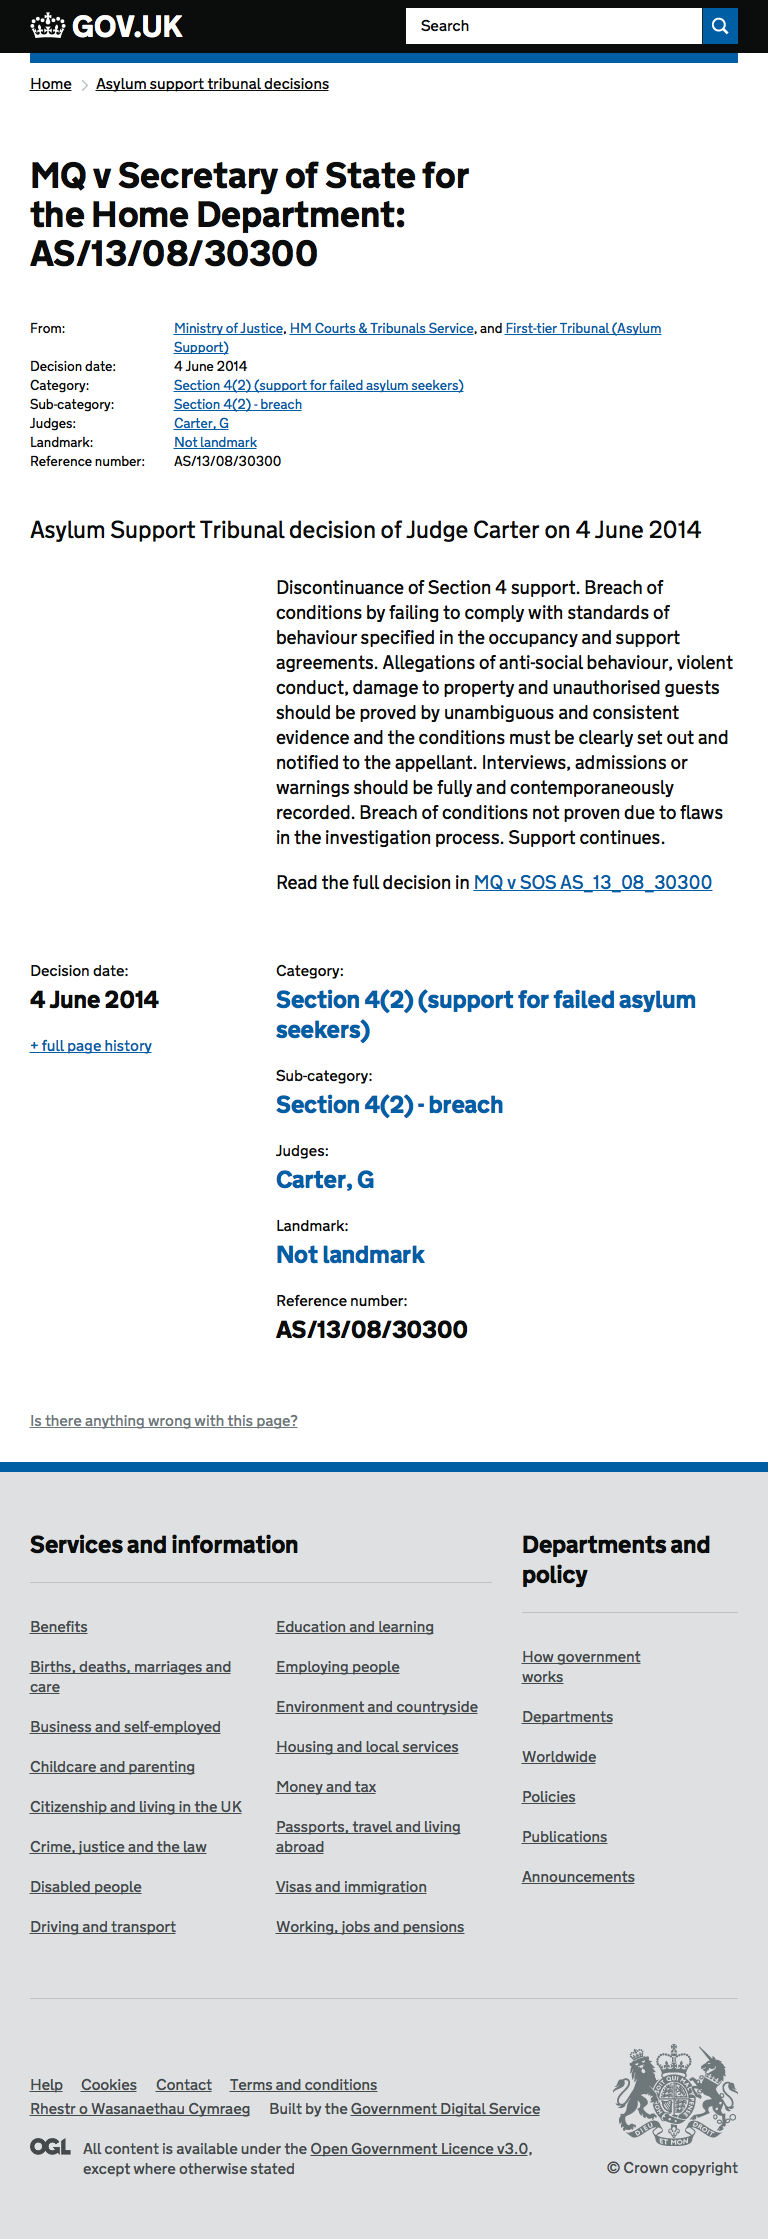 GOV.UK
Search
Home
Asylum support tribunal decisions
MQ v Secretary of State for
the Home Department:
AS/13/08/30300
From:
Ministry of Justice, HM Courts & Tribunals Service, and First-tier Tribunal (Asylum
Support)
Decision date:
4 June 2014
Category:
Section 4(2) (support for failed asylum seekers)
Sub-category:
Section 4(2) - breach
Judges:
Carter, G
Landmark:
Not landmark
Reference number:
AS/13/08/30300
Asylum Support Tribunal decision of Judge Carter on 4 June 2014
Discontinuance of Section 4 support. Breach of
conditions by failing to comply with standards of
behaviour specified in the occupancy and support
agreements. Allegations of anti-social behaviour, violent
conduct, damage to property and unauthorised guests
should be proved by unambiguous and consistent
evidence and the conditions must be clearly set out and
notified to the appellant. Interviews, admissions or
warnings should be fully and contemporaneously
recorded. Breach of conditions not proven due to flaws
in the investigation process. Support continues.
Read the full decision in MQ v SOS AS_13_08_30300
Decision date:
4 June 2014
+ full page history
Category:
Section 4(2) (support for failed asylum
seekers)
Sub-category:
Section 4(2) - breach
Judges:
Carter, G
Landmark:
Not landmark
Reference number:
AS/13/08/30300
Is there anything wrong with this page?
Services and information
Benefits
Births, deaths, marriages and
care
Business and self-employed
Childcare and parenting
Citizenship and living in the UK
Crime, justice and the law
Disabled people
Driving and transport
Education and learning
Employing people
Environment and countryside
Housing and local services
Money and tax
Passports, travel and living
abroad
Visas and immigration
Working, jobs and pensions
Departments and
policy
How government
works
Departments
Worldwide
Policies
Publications
Announcements
Help Cookies Contact Terms and conditions
Rhestr o Wasanaethau Cymraeg Built by the Government Digital Service
OGL
All content is available under the Open Government Licence v3.0,
except where otherwise stated
DIEU ET MON DROIT
© Crown copyright